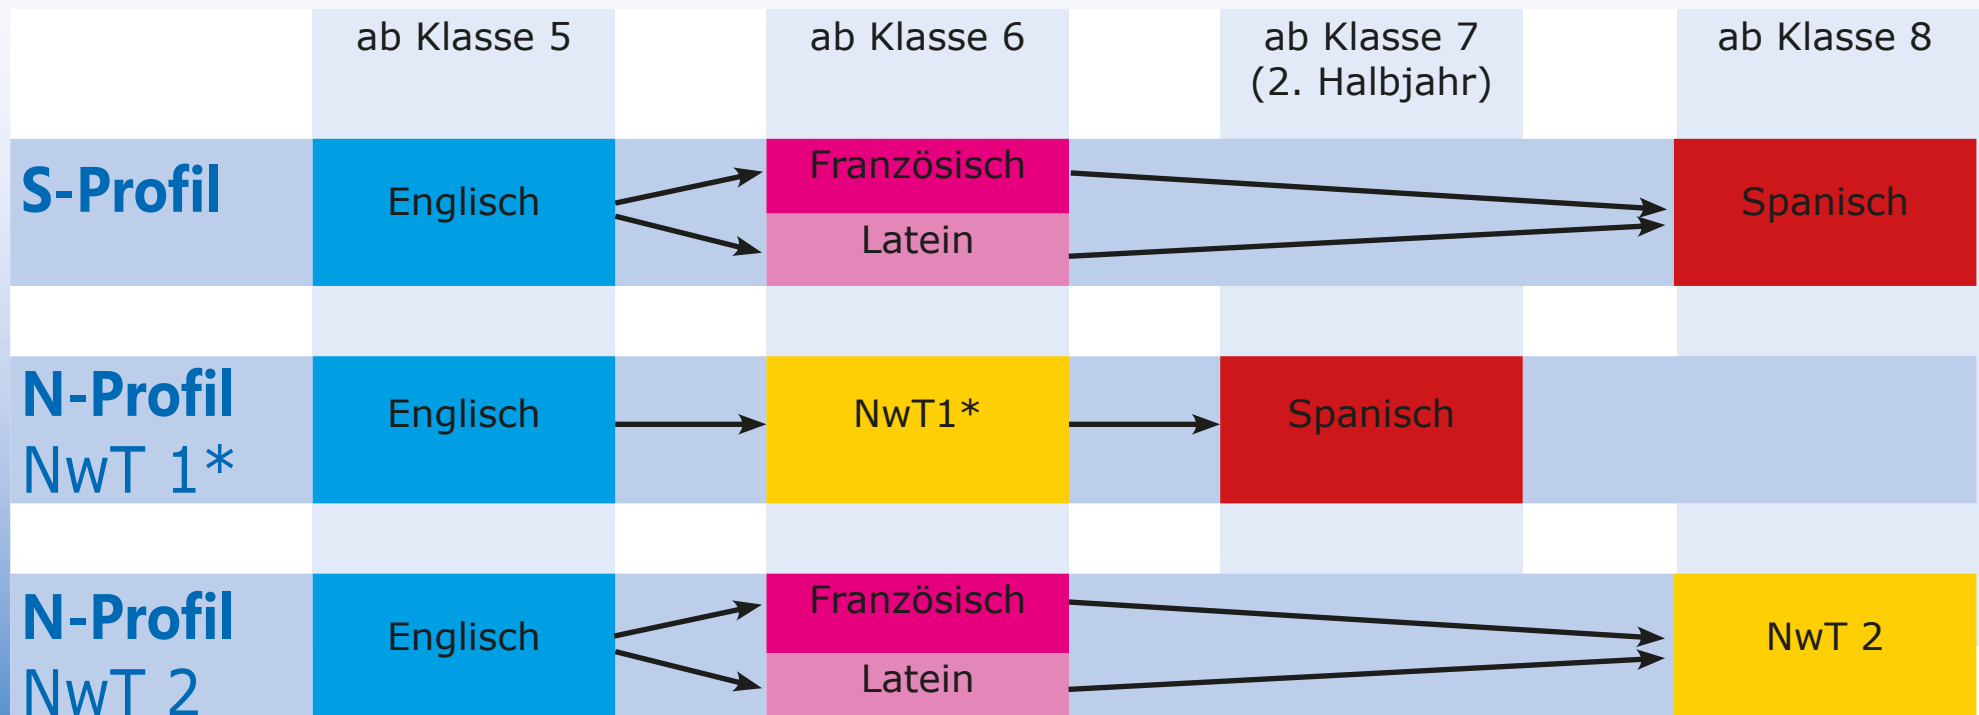 ab Klasse 5
ab Klasse 6
ab Klasse 7
(2. Halbjahr)
ab Klasse 8
S-Profil
Englisch
Französisch
Latein
Spanisch
N-Profil
NwT 1*
Englisch
NwT1*
Spanisch
N-Profil
NwT 2
Englisch
Französisch
Latein
NwT 2